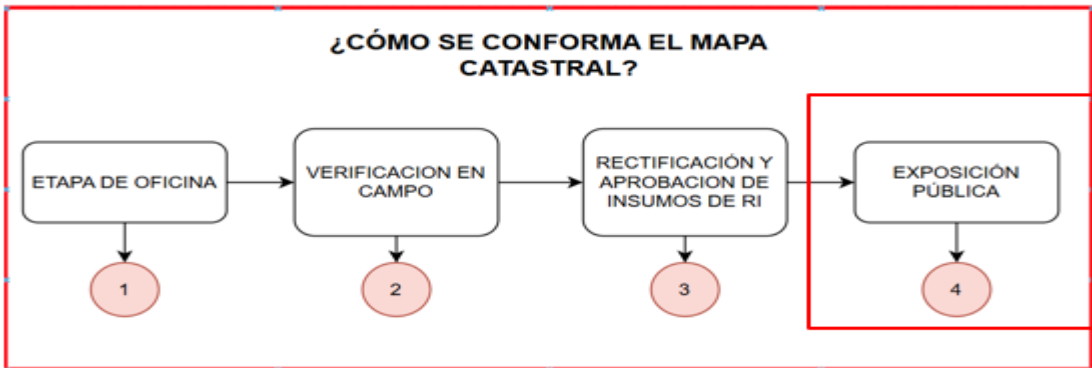 ¿CÓMO SE CONFORMA EL MAPA
CATASTRAL?
ETAPA DE OFICINA
VERIFICACION EN
CAMPO
RECTIFICACIÓN Y
APROBACION DE
INSUMOS DE RI
EXPOSICIÓN
PÚBLICA
1
2
3
4